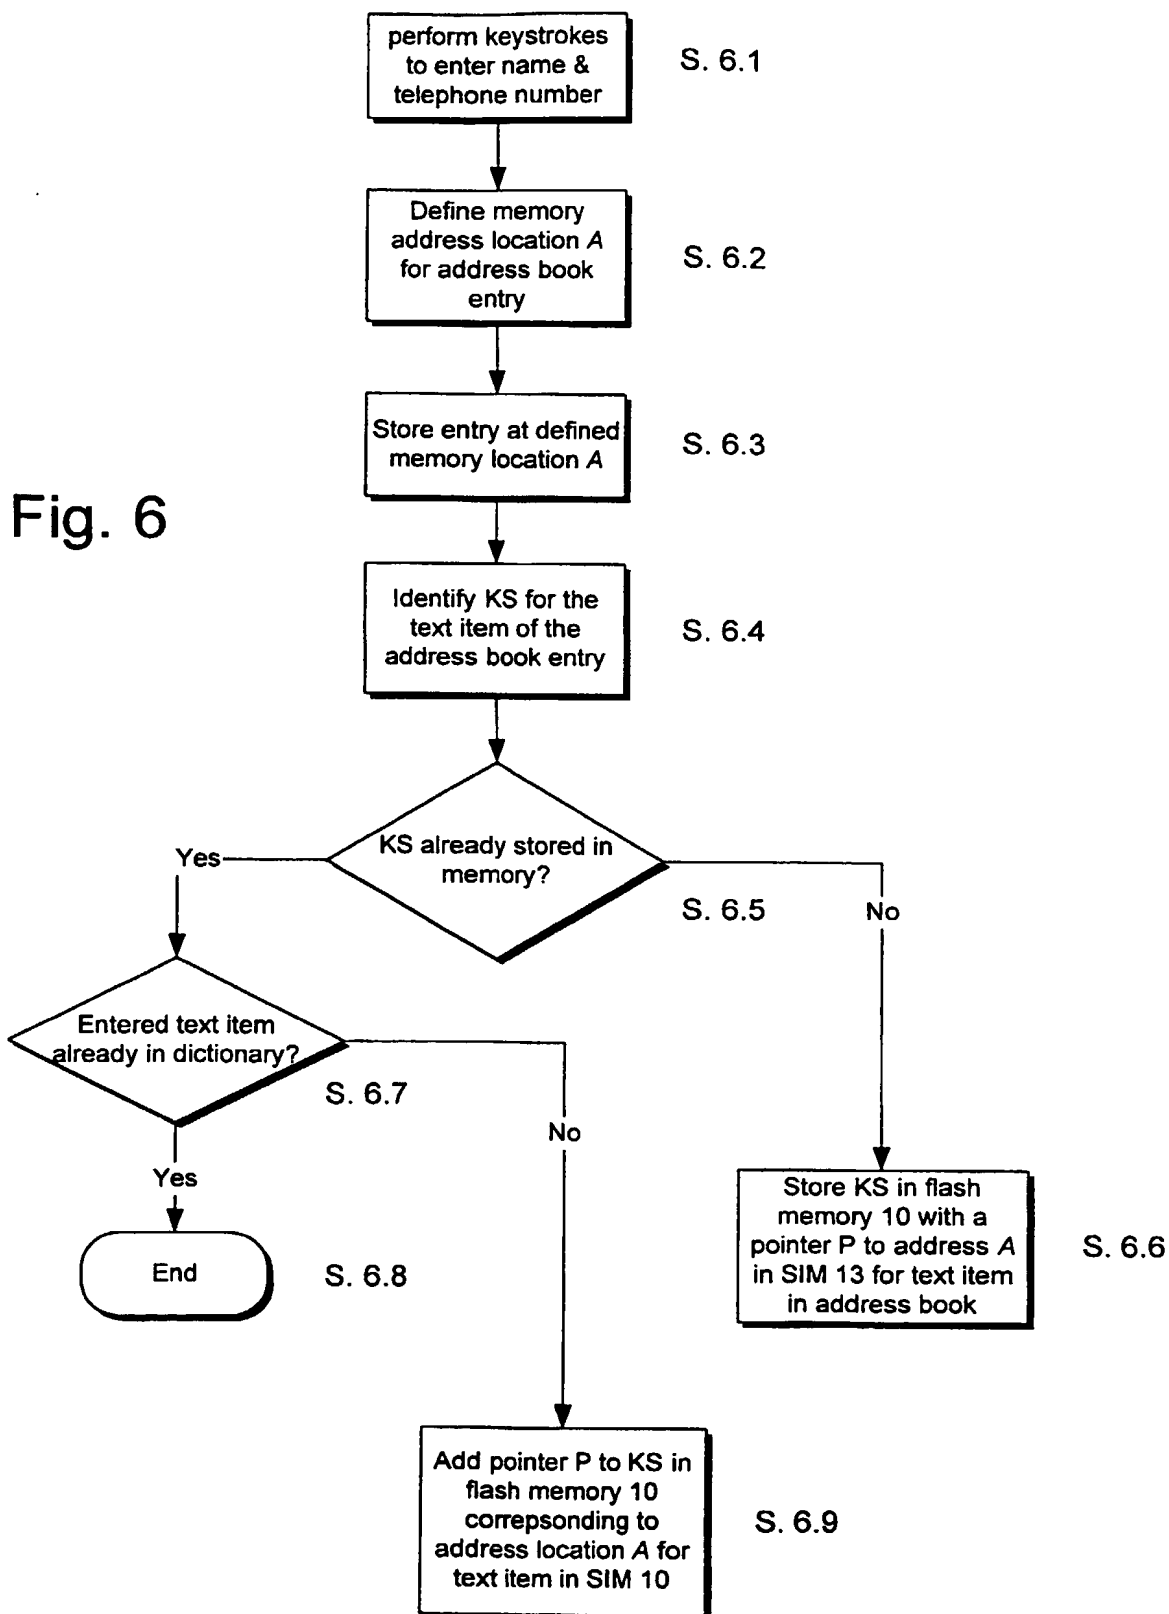 perform keystrokes
to enter name &
telephone number
S. 6.1
Define memory
address location A
for address book
entry
S. 6.2
Store entry at defined
memory location A
S. 6.3
Fig. 6
Identify KS for the
text item of the
address book entry
S. 6.4
KS already stored in
memory?
Yes
S. 6.5
No
Entered text item
already in dictionary?
S. 6.7
No
Yes
Store KS in flash
memory 10 with a
pointer P to address A
in SIM 13 for text item
in address book
S. 6.6
End
S. 6.8
Add pointer P to KS in
flash memory 10
correpsonding to
address location A for
text item in SIM 10
S. 6.9